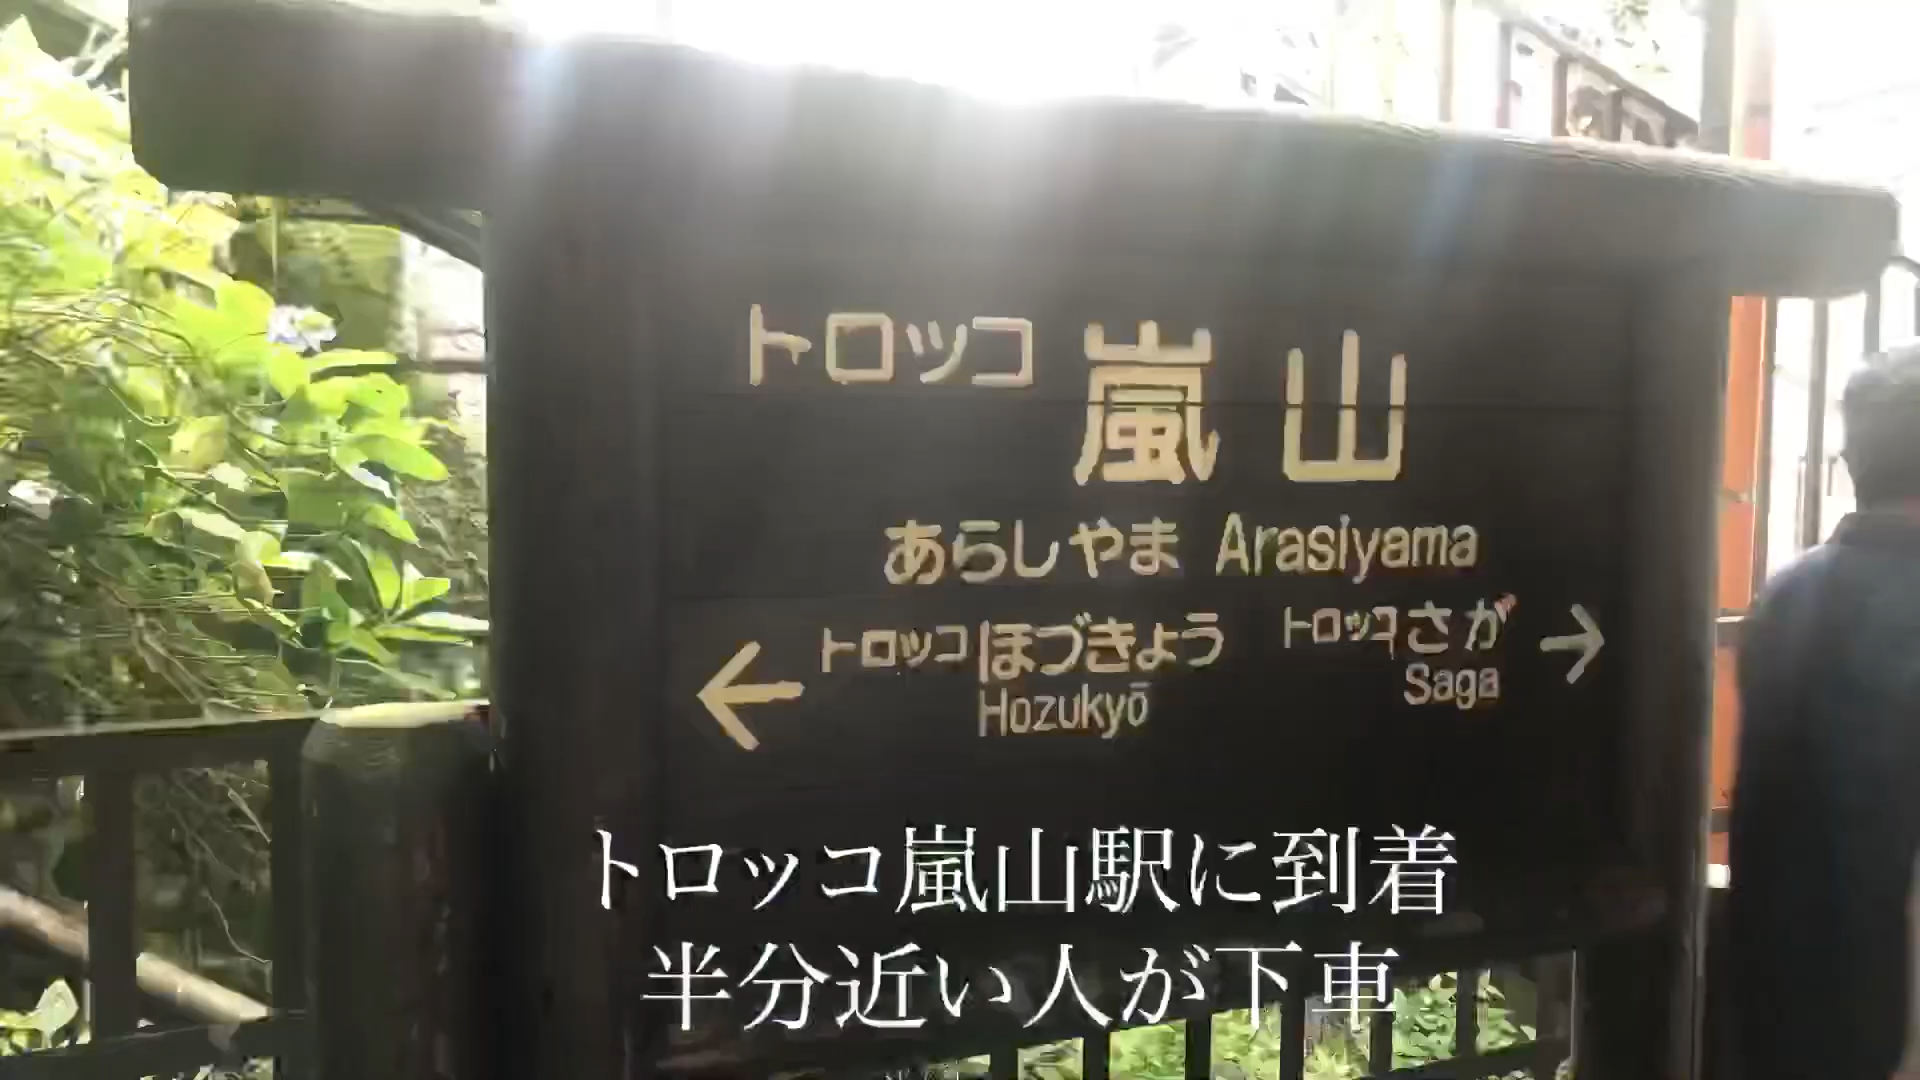 トロッコ 嵐山
あらしやま Arasiyama
← トロッコ ほづきょう トロッコ さが →
Hozukyō Saga
トロッコ嵐山駅に到着
半分近い人が下車